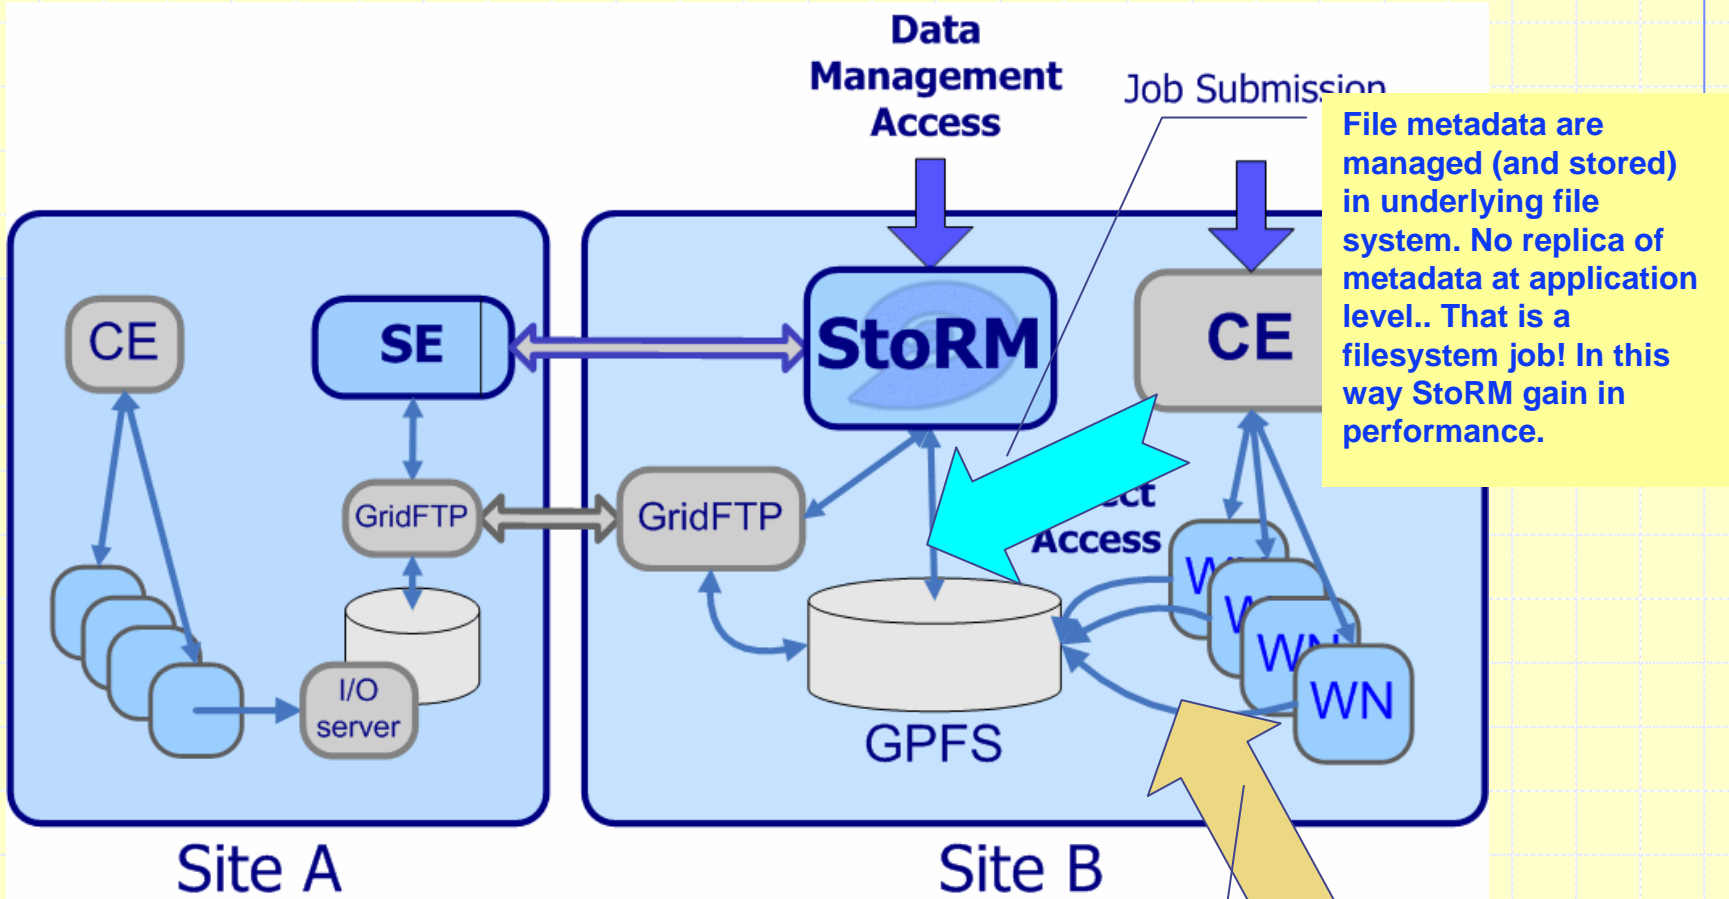 Data
Management
Access
Job Submission
File metadata are
managed (and stored)
in underlying file
system. No replica of
metadata at application
level.. That is a
filesystem job! In this
way StoRM gain in
performance.
CE
SE
StoRM
CE
GridFTP
GridFTP
Access
WN
WN
I/O
server
GPFS
Site A
Site B